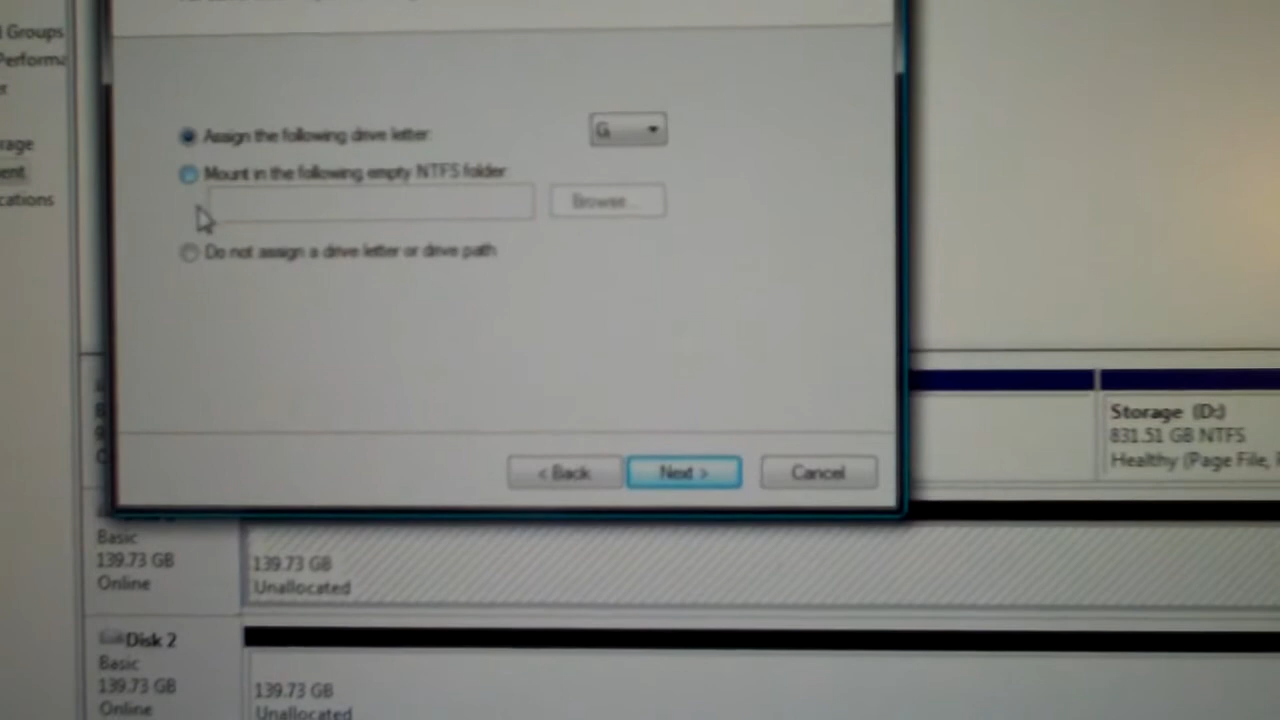 Groups
Performa
Assign the following drive letter:
G
Mount in the following empty NTFS folder:
Browse...
Do not assign a drive letter or drive path
rage
ent
cations
< Back
Next >
Cancel
Storage (D:)
831.51 GB NTFS
Healthy (Page File,
Basic
139.73 GB
Online
139.73 GB
Unallocated
Disk 2
Basic
139.73 GB
Online
139.73 GB
Unallocated